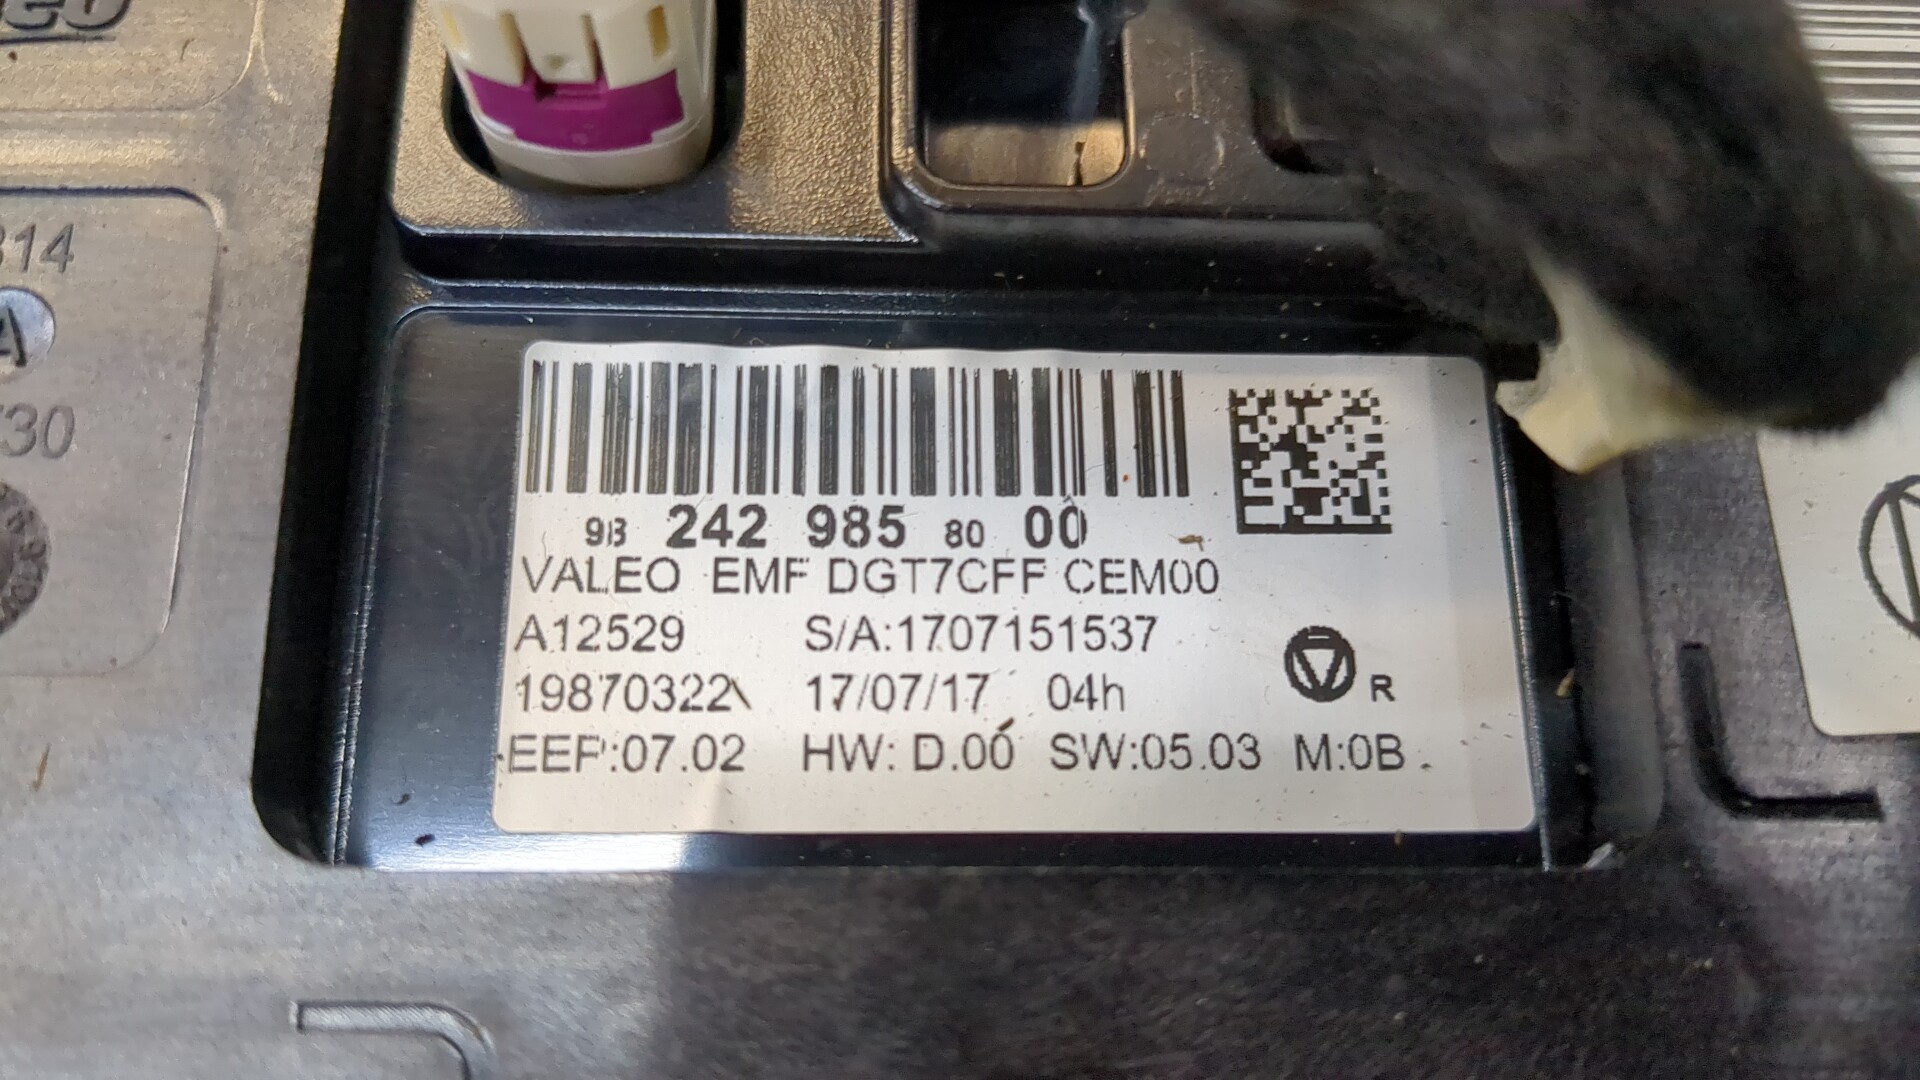 314
A
30
98 242 985 80 00
VALEO EMF DGT7CFF CEM00
A12529 S/A:1707151537
19870322\ 17/07/17 04h
R
EEP:07.02 HW: D.00 SW:05.03 M:0B